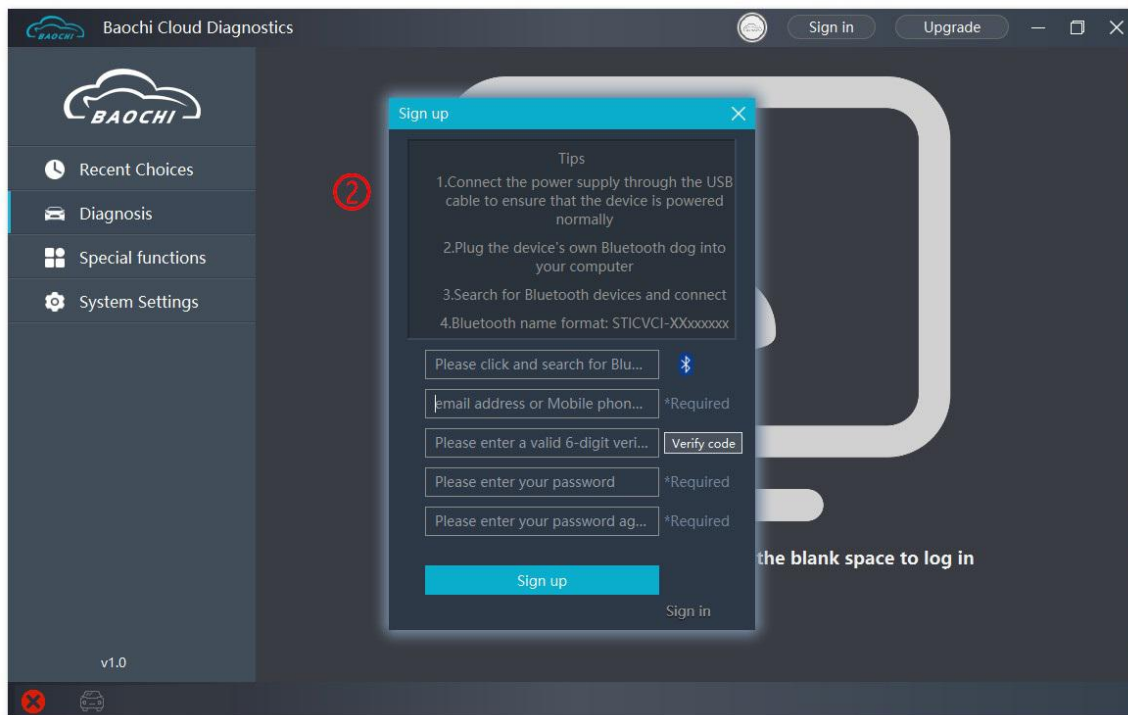 BAOCHI
Baochi Cloud Diagnostics
Sign in
Upgrade
BAOCHI
Recent Choices
Diagnosis
Special functions
System Settings
v1.0
②
Sign up
Tips
1.Connect the power supply through the USB
cable to ensure that the device is powered
normally
2.Plug the device's own Bluetooth dog into
your computer
3.Search for Bluetooth devices and connect
4.Bluetooth name format: STICVCI-XXxxxxxx
Please click and search for Blu...
email address or Mobile phon...
*Required
Please enter a valid 6-digit veri...
Verify code
Please enter your password
*Required
Please enter your password ag...
*Required
Sign up
Sign in
the blank space to log in